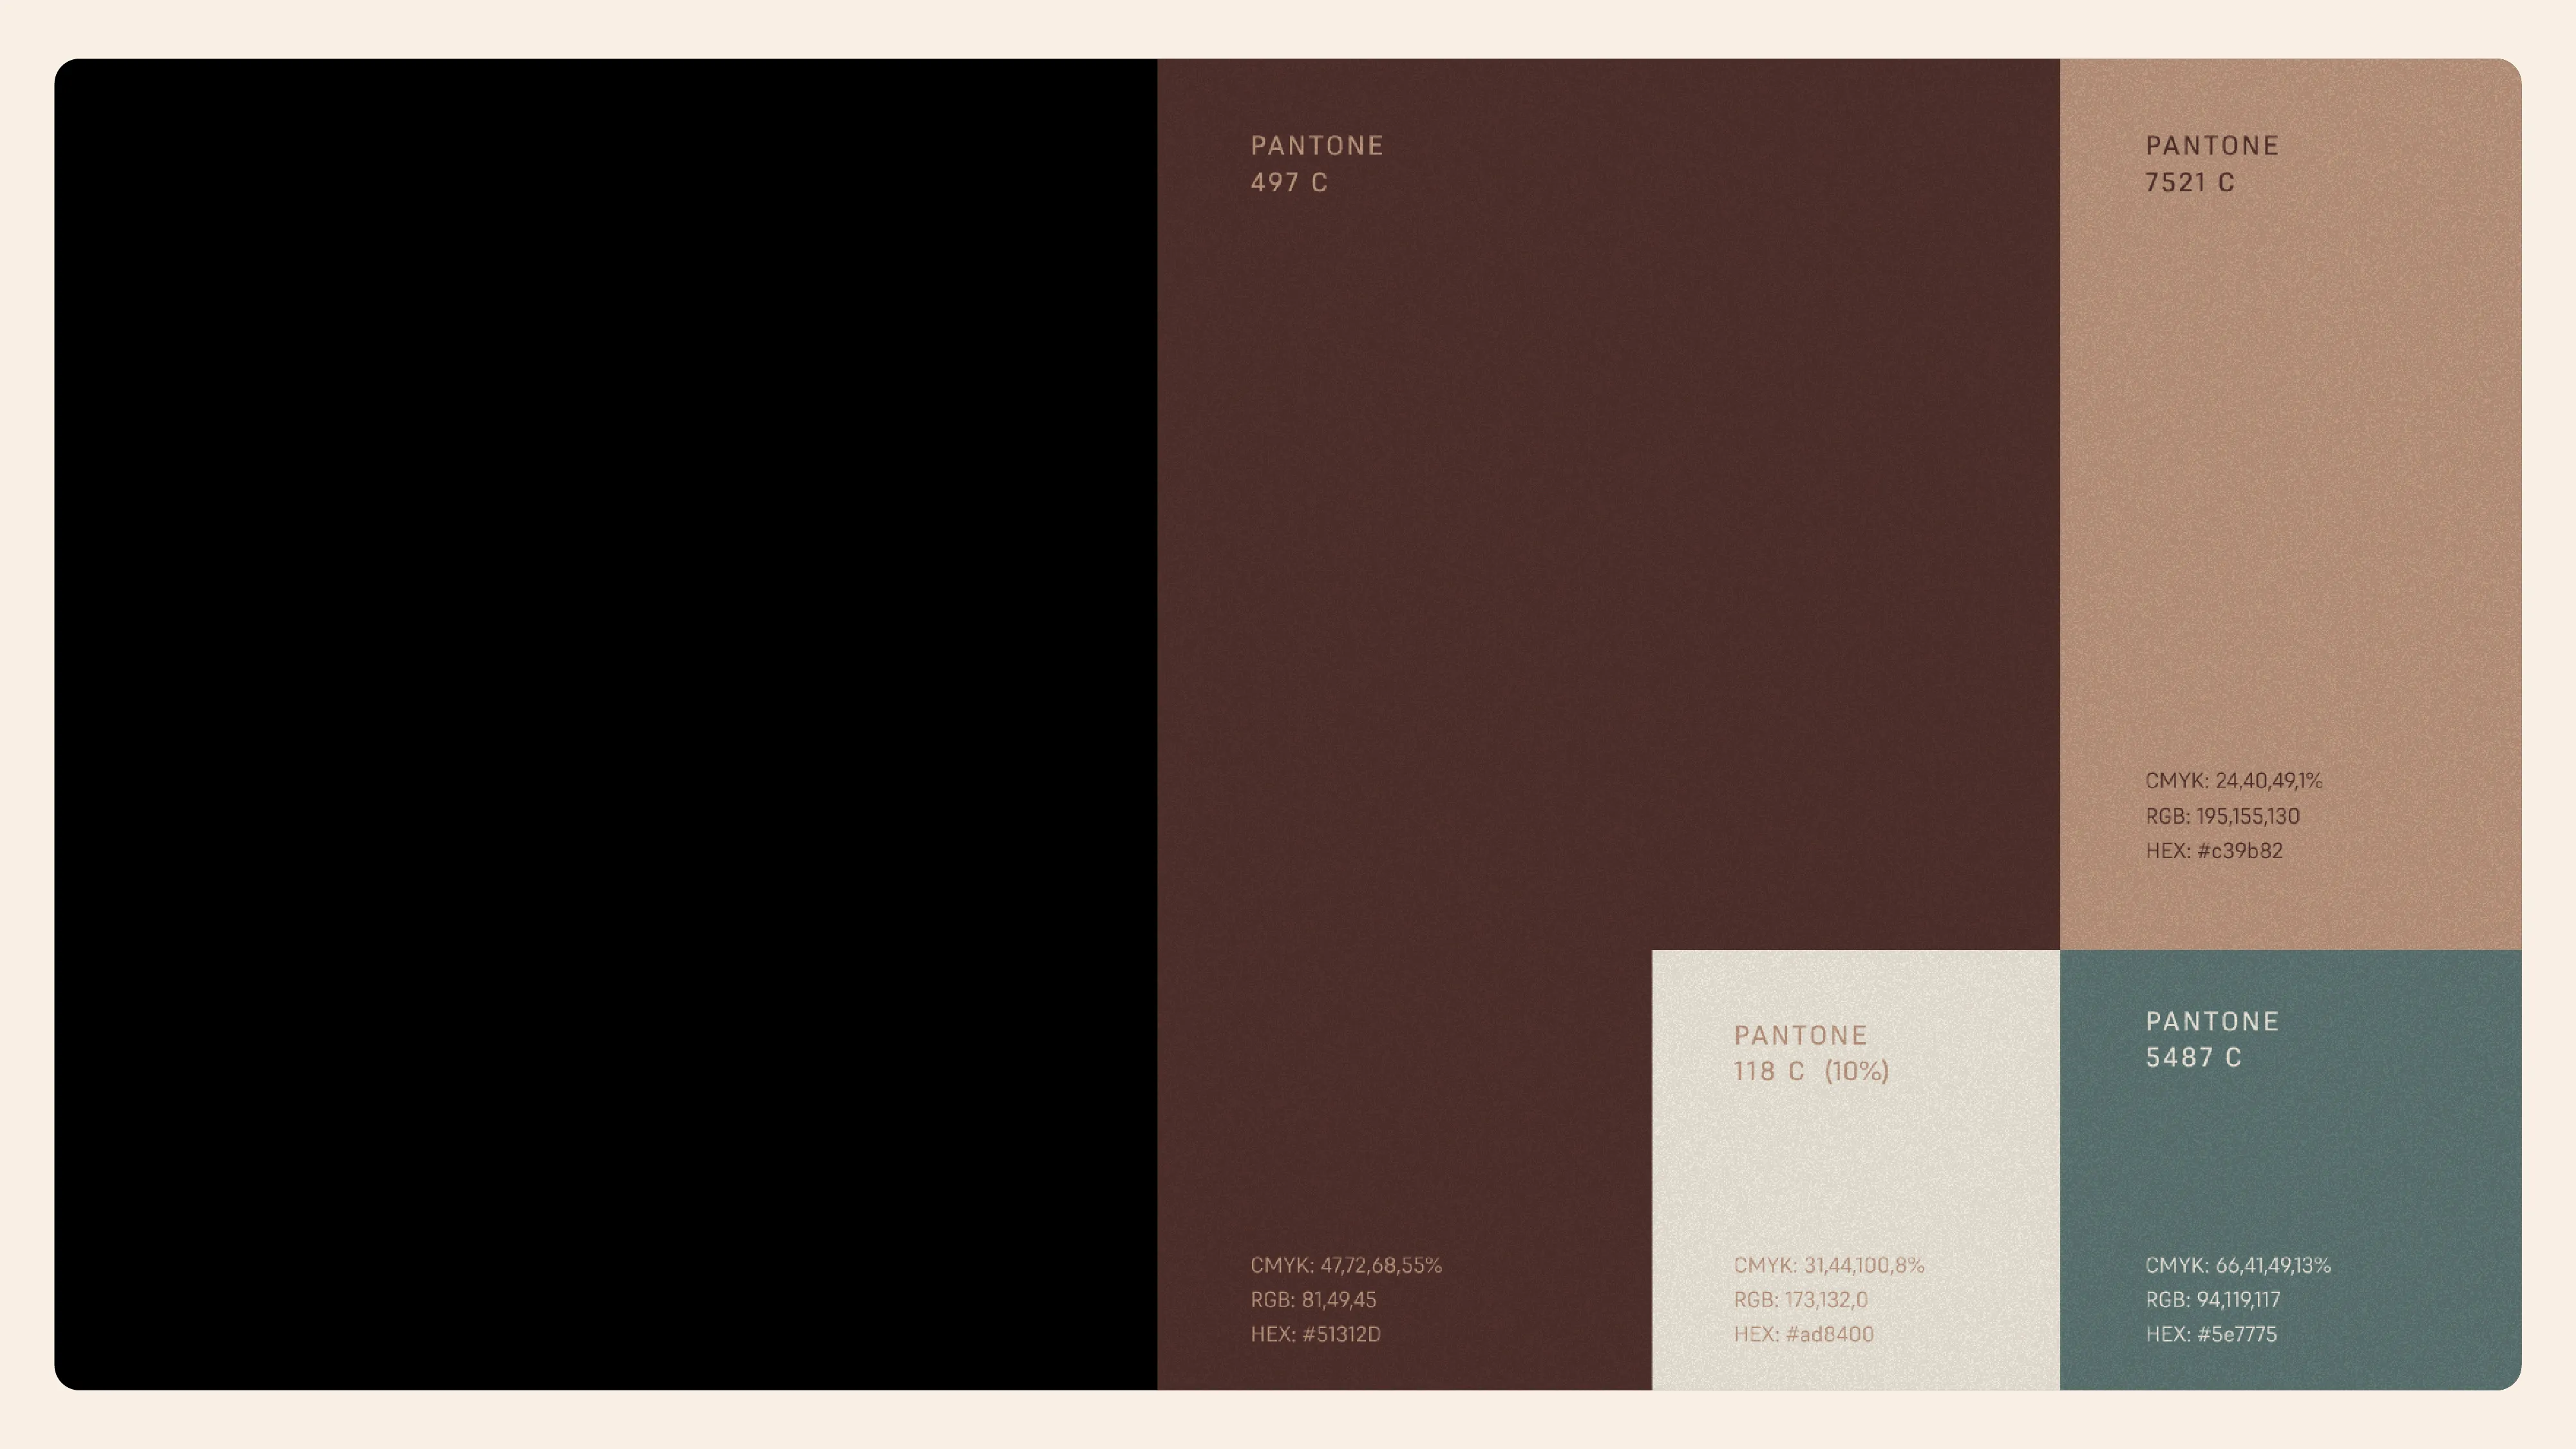 PANTONE
497 C
CMYK: 47,72,68,55%
RGB: 81,49,45
HEX: #51312D
PANTONE
7521 C
CMYK: 24,40,49,1%
RGB: 195,155,130
HEX: #c39b82
PANTONE
118 C (10%)
CMYK: 31,44,100,8%
RGB: 173,132,0
HEX: #ad8400
PANTONE
5487 C
CMYK: 66,41,49,13%
RGB: 94,119,117
HEX: #5e7775